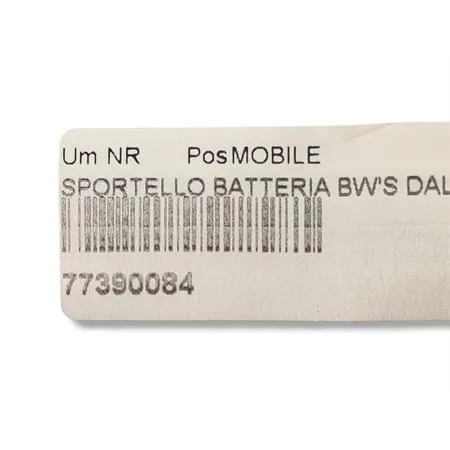 Um NR PosMOBILE
SPORTELLO BATTERIA BW'S DAL
77390084